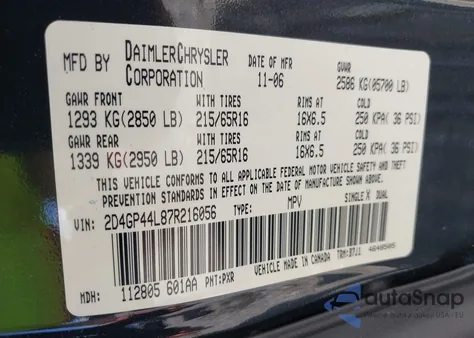 MFD BY DAIMLERCHRYSLER CORPORATION DATE OF MFR 11-06 GVWR 2586 KG(05700 LB)
GAWR FRONT WITH TIRES RIMS AT COLD
1293 KG(2850 LB) 215/65R16 16X6.5 250 KPA( 36 PSI)
GAWR REAR WITH TIRES RIMS AT COLD
1339 KG(2950 LB) 215/65R16 16X6.5 250 KPA( 36 PSI)
THIS VEHICLE CONFORMS TO ALL APPLICABLE FEDERAL MOTOR VEHICLE SAFETY, BUMPER AND THEFT
PREVENTION STANDARDS IN EFFECT ON THE DATE OF MANUFACTURE SHOWN ABOVE.
VIN: 2D4GP44L87R216056 TYPE: MPV SINGLE X DUAL
VEHICLE MADE IN CANADA
MDH: 112805 601AA PNT:PXR TRM:B7J1
autoSnap